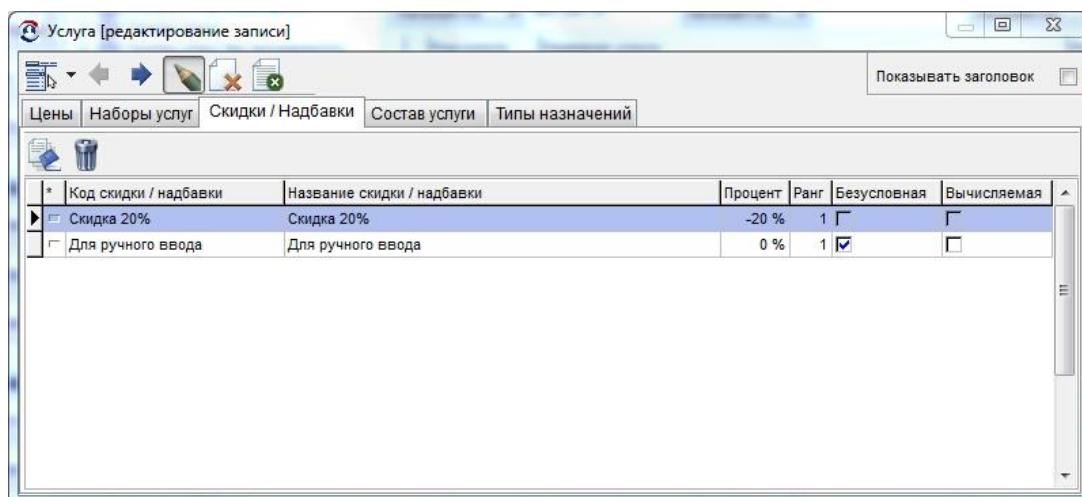 Услуга [редактирование записи]
Показывать заголовок
Цены Наборы услуг Скидки / Надбавки Состав услуги Типы назначений
* Код скидки / надбавки Название скидки / надбавки Процент Ранг Безусловная Вычисляемая
Скидка 20% Скидка 20% -20 % 1
Для ручного ввода Для ручного ввода 0 % 1